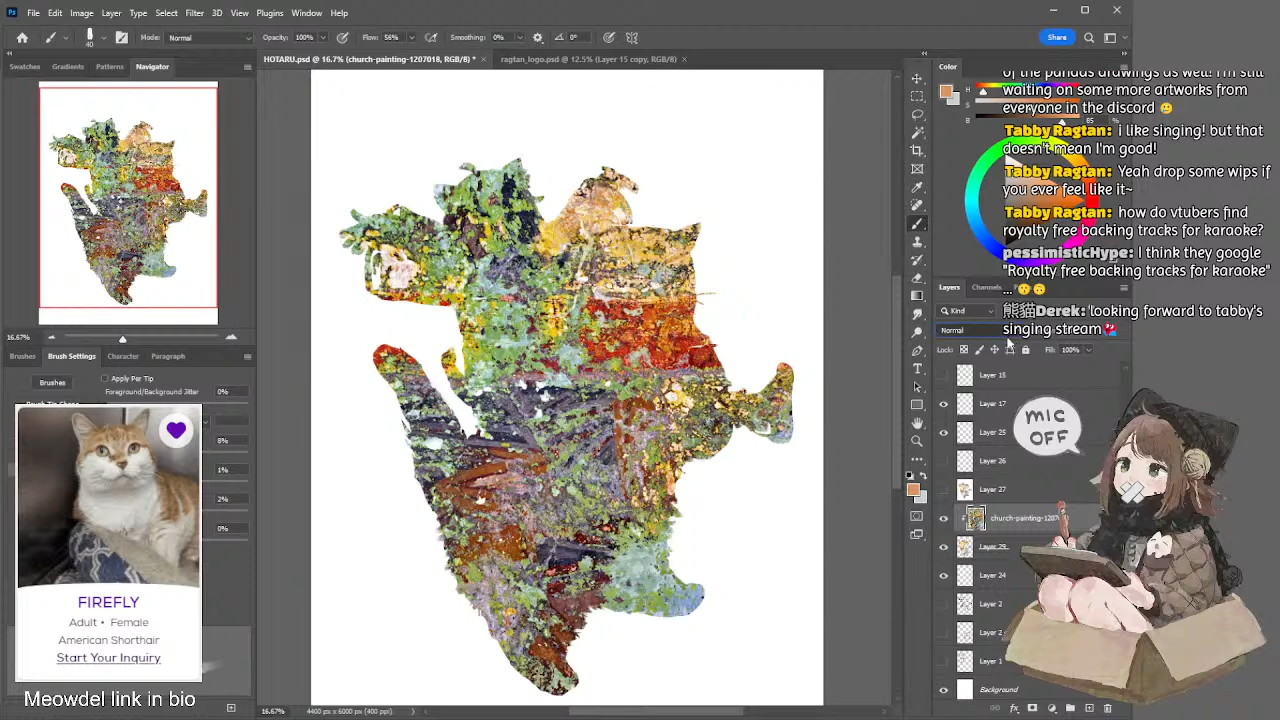 Ps File Edit Image Layer Type Select Filter 3D View Plugins Window Help
40 Mode: Normal Opacity: 100% Flow: 56% Smoothing: 0% 0° Share
Swatches Gradients Patterns Navigator
HOTARU.psd @ 16.7% (church-painting-1207018, RGB/8) * × ragtan_logo.psd @ 12.5% (Layer 15 copy, RGB/8) ×
Color
H
S
B 85 %
16.67%
Brushes Brush Settings Character Paragraph
Brushes Apply Per Tip
Foreground/Background Jitter 0%
8%
1%
2%
0%
FIREFLY
Adult • Female
American Shorthair
Start Your Inquiry
Meowdel link in bio
16.67% 4400 px x 6000 px (400 ppi)
of the pandas drawings as well! I'm still
waiting on some more artworks from
everyone in the discord
Tabby Ragtan: I like singing! but that
doesn't mean I'm good!
Tabby Ragtan: Yeah drop some wips if
you ever feel like it~
Tabby Ragtan: how do vtubers find
royalty free backing tracks for karaoke?
pessimisticHype: I think they google
"Royalty free backing tracks for karaoke"
...
熊貓Derek: looking forward to tabby's
singing stream
Layers Channels
Kind
Normal
Lock: Fill: 100%
Layer 15
Layer 17
Layer 25
Layer 26
Layer 27
church-painting-1207
Layer 29
Layer 24
Layer 2
Layer 2
Layer 1
Background
MIC
OFF